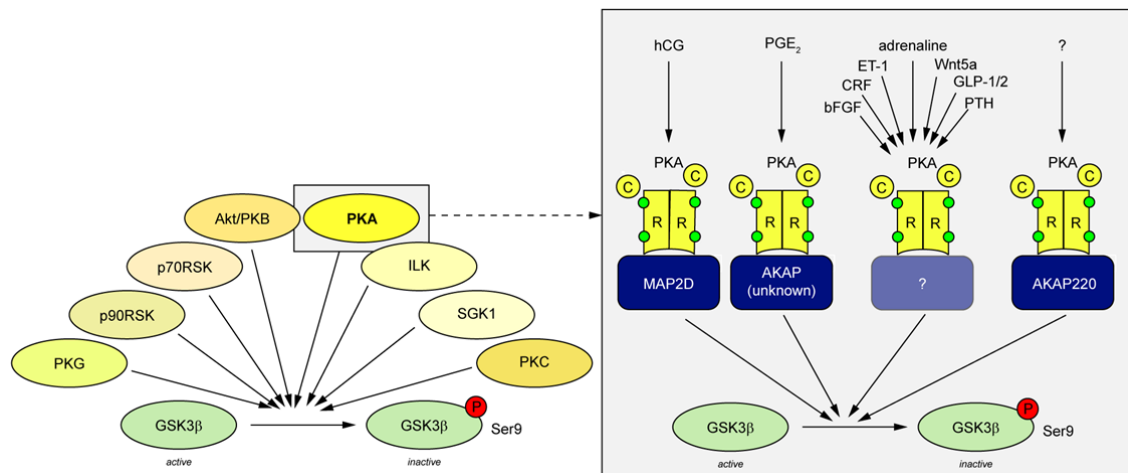 Akt/PKB
PKA
p70RSK
ILK
p90RSK
SGK1
PKG
PKC
GSK3β
GSK3β
P
Ser9
active
inactive
hCG
PGE2
adrenaline
?
ET-1
Wnt5a
CRF
GLP-1/2
bFGF
PTH
PKA
C
C
R
R
MAP2D
PKA
C
C
R
R
AKAP
(unknown)
PKA
C
C
R
R
?
PKA
C
C
R
R
AKAP220
GSK3β
GSK3β
P
Ser9
active
inactive